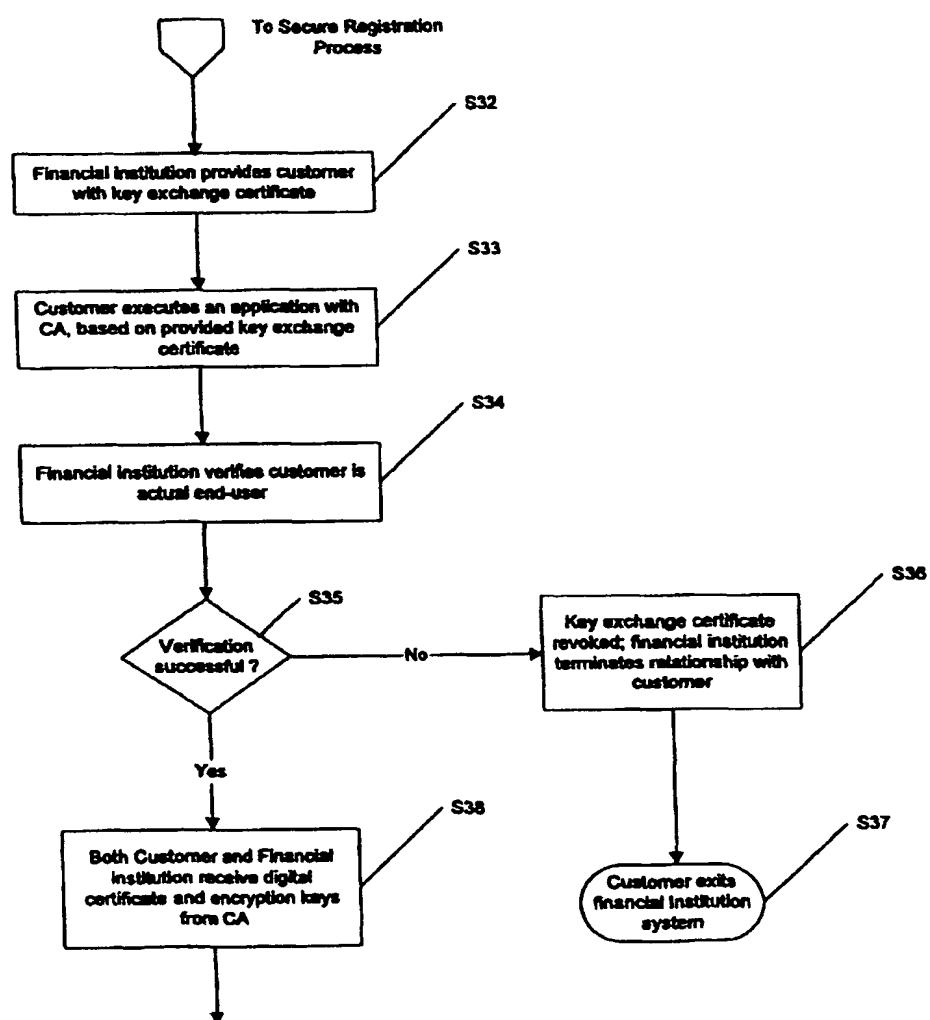 To Secure Registration
Process
S32
Financial institution provides customer
with key exchange certificate
S33
Customer executes an application with
CA, based on provided key exchange
certificate
S34
Financial institution verifies customer is
actual end-user
S35
Verification
successful ?
No
S36
Key exchange certificate
revoked; financial institution
terminates relationship with
customer
Yes
S38
Both Customer and Financial
institution receive digital
certificate and encryption keys
from CA
S37
Customer exits
financial institution
system